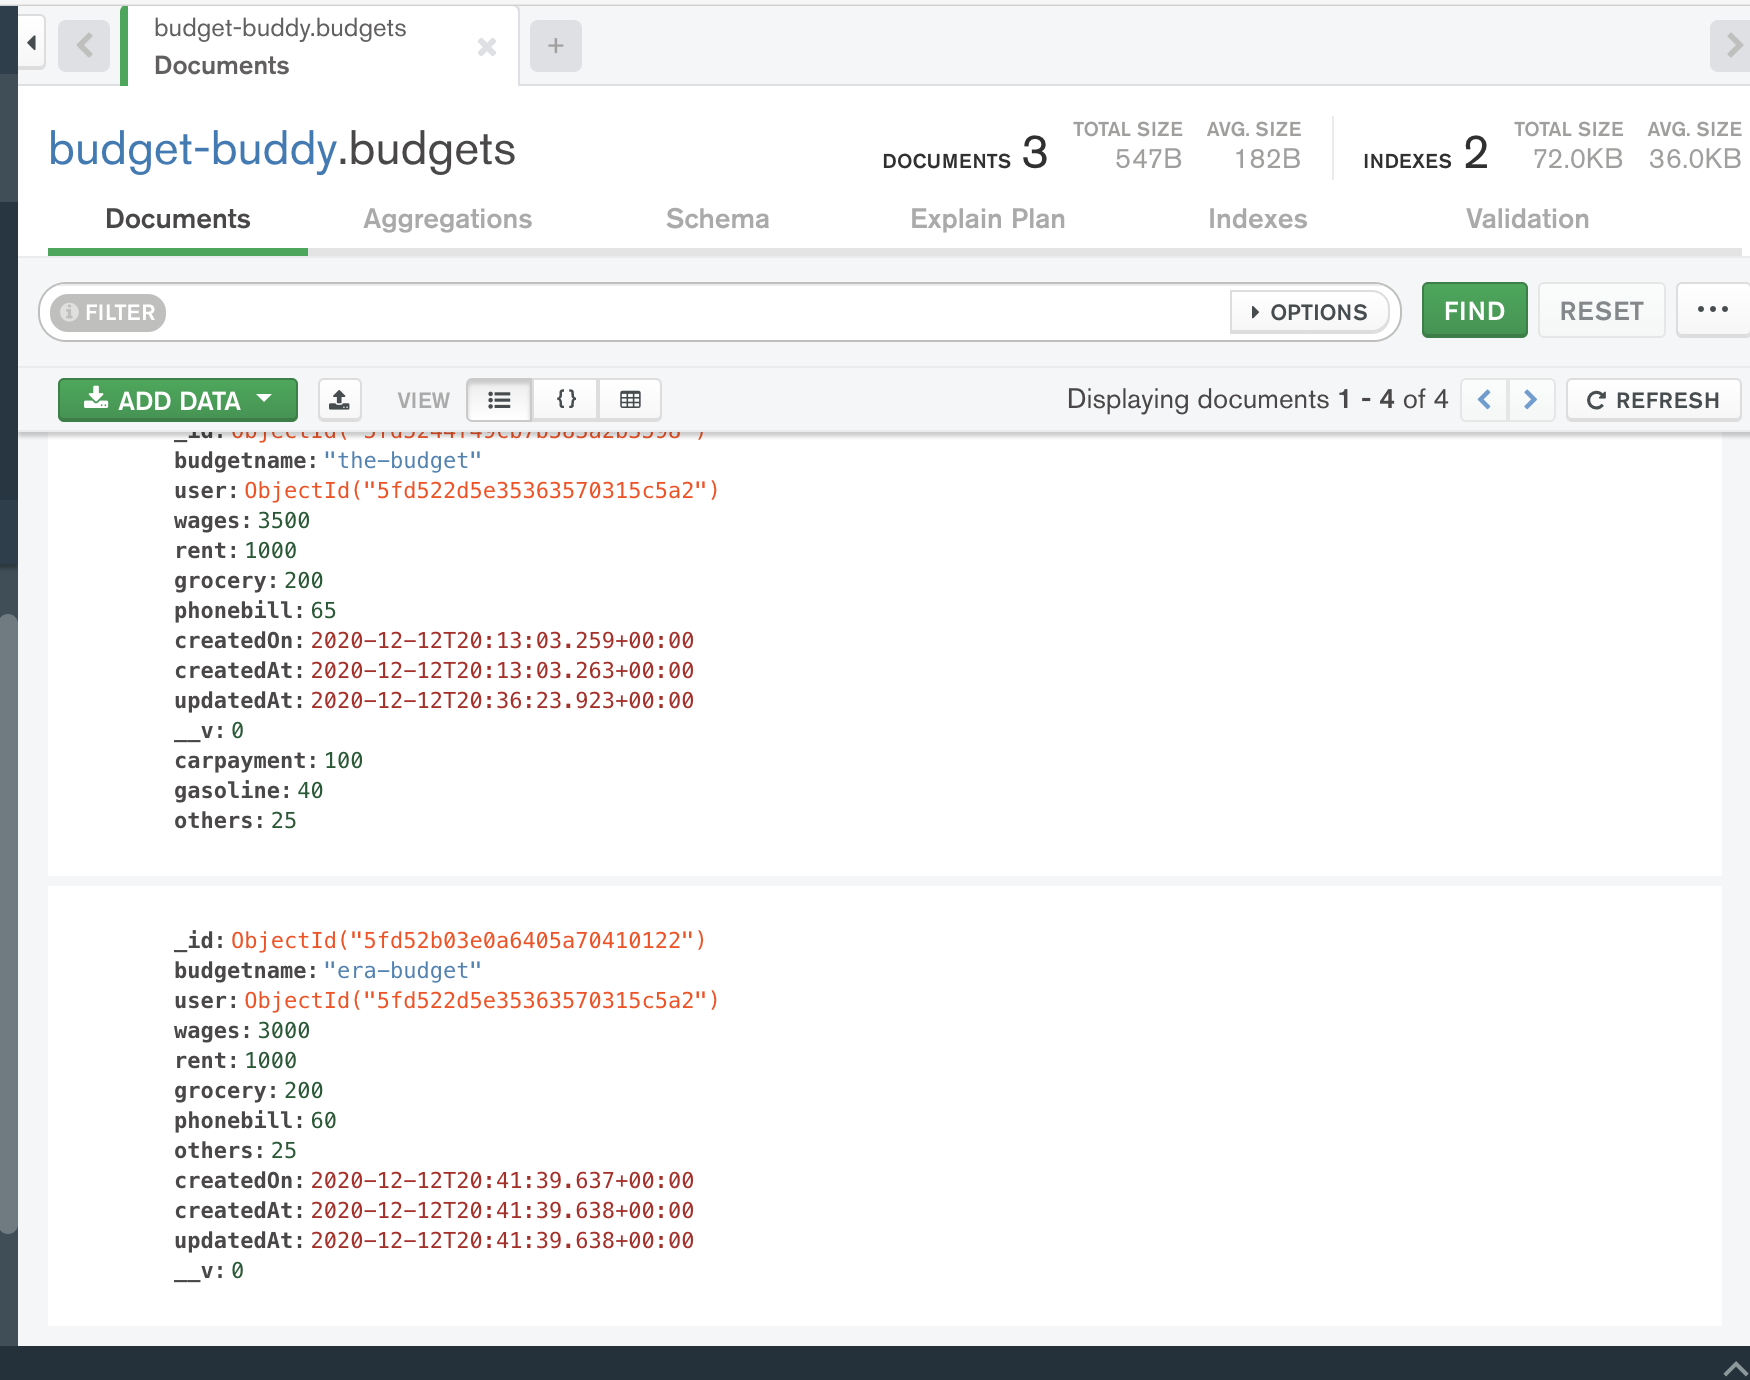 budget-buddy.budgets
Documents
budget-buddy.budgets
DOCUMENTS 3 TOTAL SIZE 547B AVG. SIZE 182B INDEXES 2 TOTAL SIZE 72.0KB AVG. SIZE 36.0KB
Documents Aggregations Schema Explain Plan Indexes Validation
FILTER OPTIONS FIND RESET ...
ADD DATA VIEW {} Displaying documents 1 - 4 of 4 REFRESH
budgetname: "the-budget"
user: ObjectId("5fd522d5e35363570315c5a2")
wages: 3500
rent: 1000
grocery: 200
phonebill: 65
createdOn: 2020-12-12T20:13:03.259+00:00
createdAt: 2020-12-12T20:13:03.263+00:00
updatedAt: 2020-12-12T20:36:23.923+00:00
__v: 0
carpayment: 100
gasoline: 40
others: 25
_id: ObjectId("5fd52b03e0a6405a70410122")
budgetname: "era-budget"
user: ObjectId("5fd522d5e35363570315c5a2")
wages: 3000
rent: 1000
grocery: 200
phonebill: 60
others: 25
createdOn: 2020-12-12T20:41:39.637+00:00
createdAt: 2020-12-12T20:41:39.638+00:00
updatedAt: 2020-12-12T20:41:39.638+00:00
__v: 0